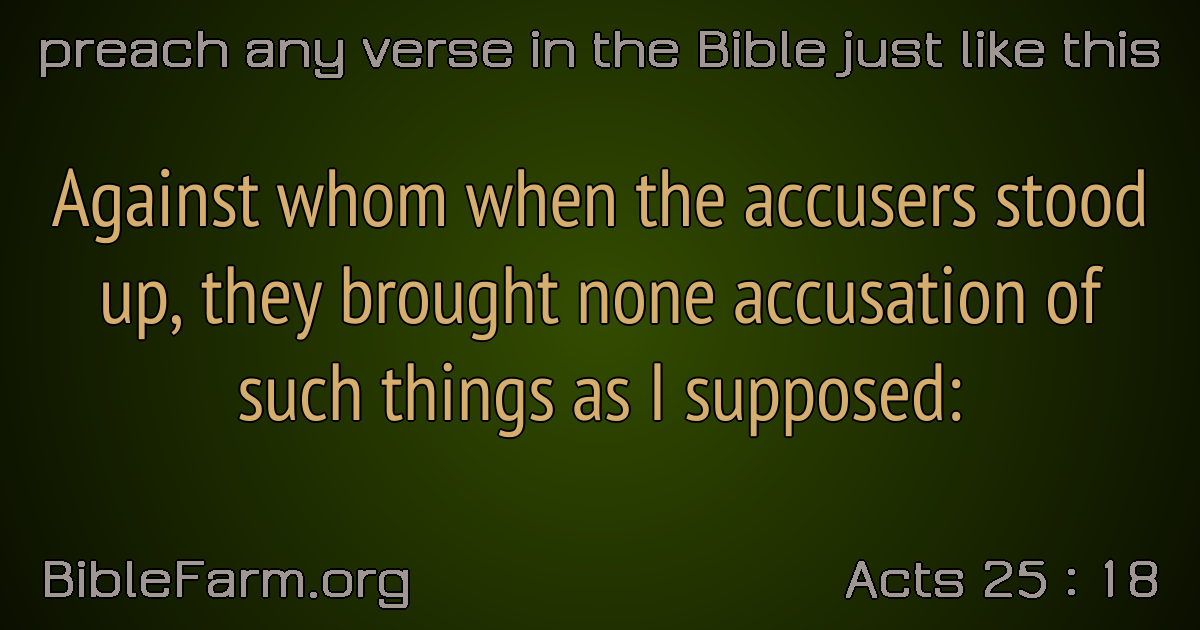 preach any verse in the Bible just like this
Against whom when the accusers stood
up, they brought none accusation of
such things as I supposed:
BibleFarm.org
Acts 25 : 18